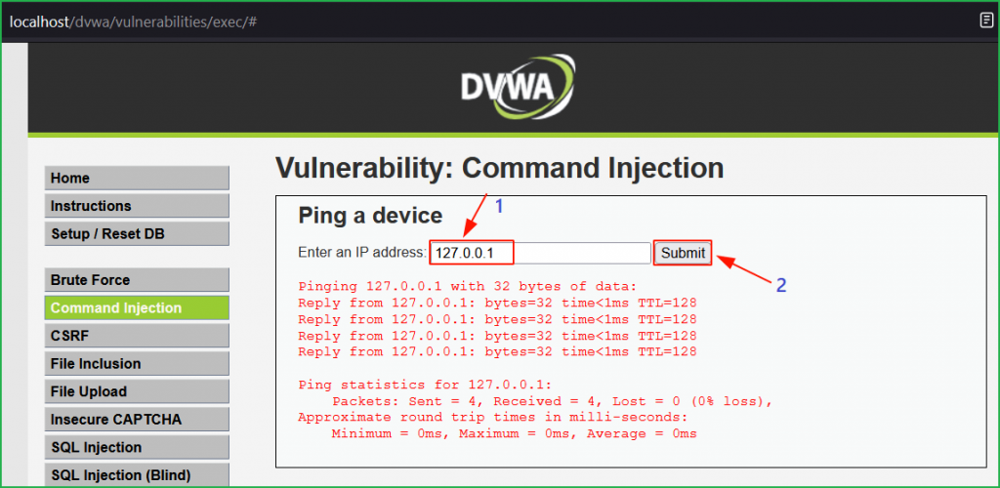 localhost/dvwa/vulnerabilities/exec/#
DVWA
Home
Instructions
Setup / Reset DB
Brute Force
Command Injection
CSRF
File Inclusion
File Upload
Insecure CAPTCHA
SQL Injection
SQL Injection (Blind)
Vulnerability: Command Injection
Ping a device
1
Enter an IP address: 127.0.0.1 Submit
2
Pinging 127.0.0.1 with 32 bytes of data:
Reply from 127.0.0.1: bytes=32 time<1ms TTL=128
Reply from 127.0.0.1: bytes=32 time<1ms TTL=128
Reply from 127.0.0.1: bytes=32 time<1ms TTL=128
Reply from 127.0.0.1: bytes=32 time<1ms TTL=128
Ping statistics for 127.0.0.1:
Packets: Sent = 4, Received = 4, Lost = 0 (0% loss),
Approximate round trip times in milli-seconds:
Minimum = 0ms, Maximum = 0ms, Average = 0ms